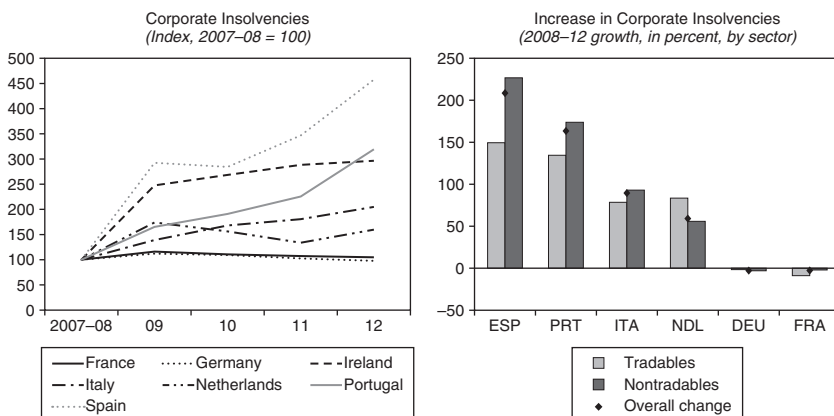 Corporate Insolvencies
(Index, 2007–08 = 100)
500
450
400
350
300
250
200
150
100
50
0
2007–08 09 10 11 12
France Germany Ireland
Italy Netherlands Portugal
Spain
Increase in Corporate Insolvencies
(2008–12 growth, in percent, by sector)
250
200
150
100
50
0
–50
ESP PRT ITA NDL DEU FRA
Tradables
Nontradables
Overall change